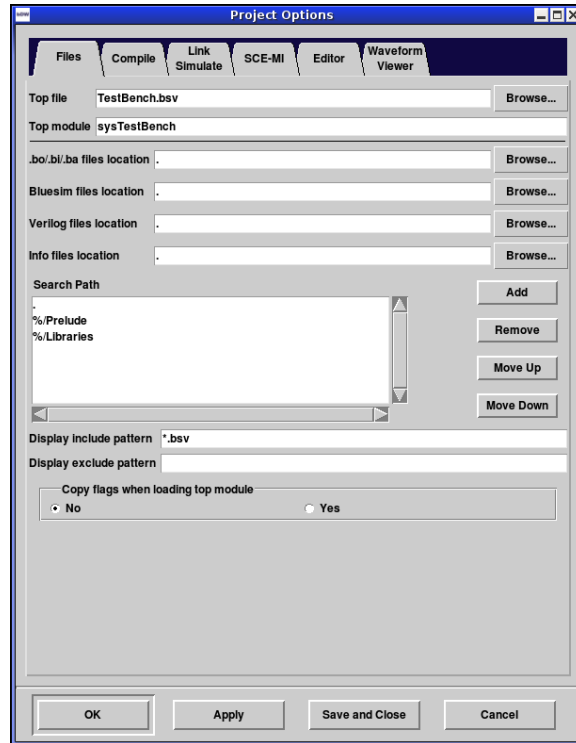 Project Options
Files Compile Link Simulate SCE-MI Editor Waveform Viewer
Top file TestBench.bsv Browse...
Top module sysTestBench
.bo/.bi/.ba files location . Browse...
Bluesim files location . Browse...
Verilog files location . Browse...
Info files location . Browse...
Search Path
.
%/Prelude
%/Libraries
Add
Remove
Move Up
Move Down
Display include pattern *.bsv
Display exclude pattern
Copy flags when loading top module
No Yes
OK Apply Save and Close Cancel